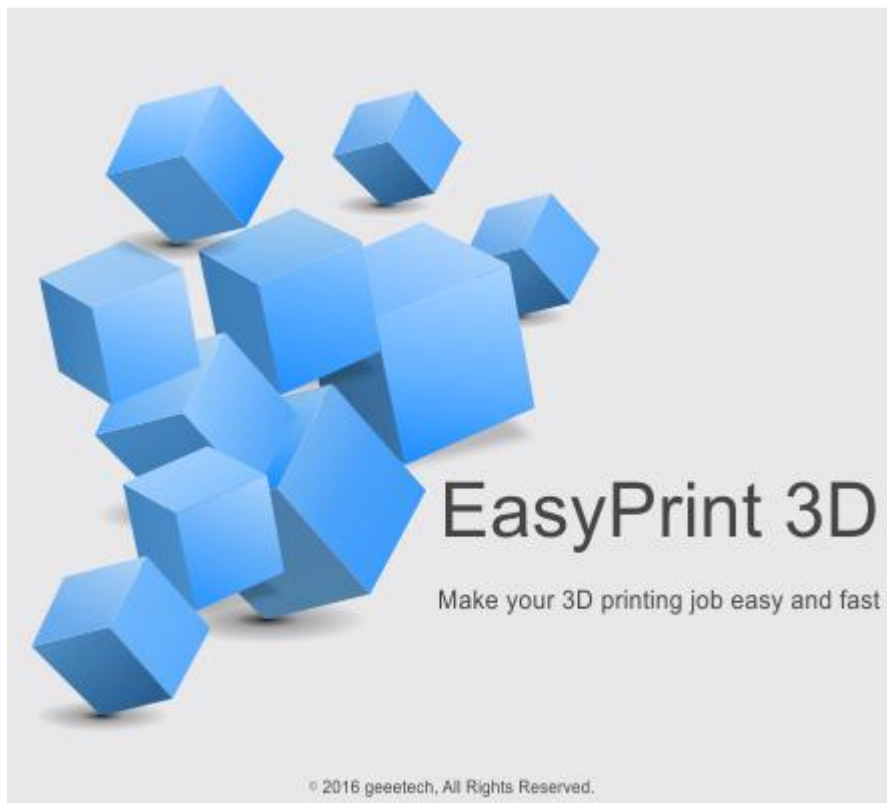 EasyPrint 3D
Make your 3D printing job easy and fast
© 2016 geeetech, All Rights Reserved.